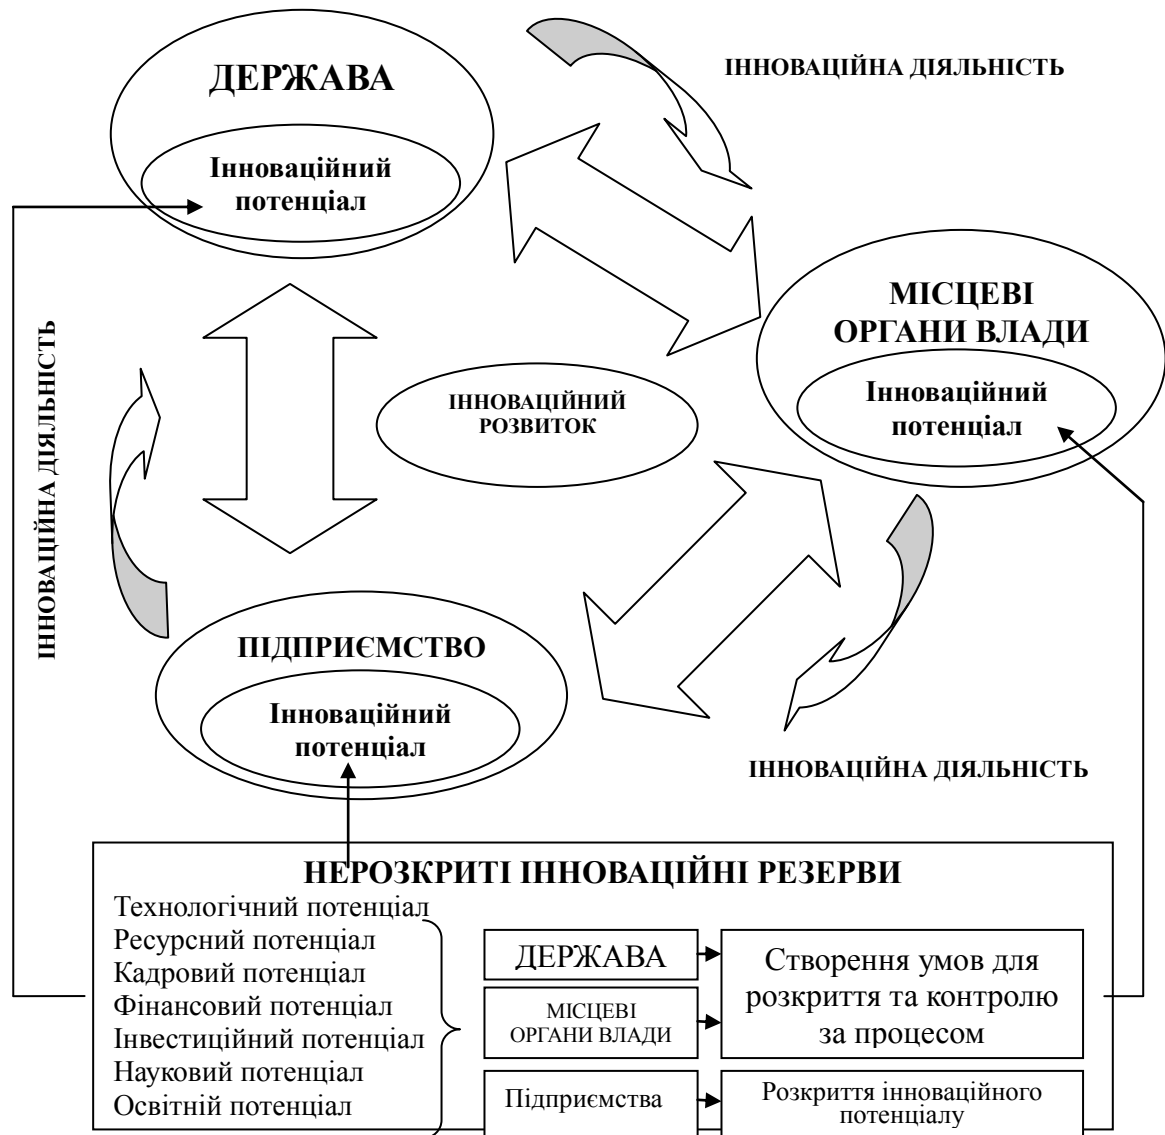 ДЕРЖАВА
Інноваційний
потенціал
ІННОВАЦІЙНА ДІЯЛЬНІСТЬ
МІСЦЕВІ
ОРГАНИ ВЛАДИ
Інноваційний
потенціал
ІННОВАЦІЙНА ДІЯЛЬНІСТЬ
ІННОВАЦІЙНИЙ
РОЗВИТОК
ПІДПРИЄМСТВО
Інноваційний
потенціал
ІННОВАЦІЙНА ДІЯЛЬНІСТЬ
НЕРОЗКРИТІ ІННОВАЦІЙНІ РЕЗЕРВИ
Технологічний потенціал
Ресурсний потенціал
Кадровий потенціал
Фінансовий потенціал
Інвестиційний потенціал
Науковий потенціал
Освітній потенціал
ДЕРЖАВА
МІСЦЕВІ
ОРГАНИ ВЛАДИ
Підприємства
Створення умов для
розкриття та контролю
за процесом
Розкриття інноваційного
потенціалу